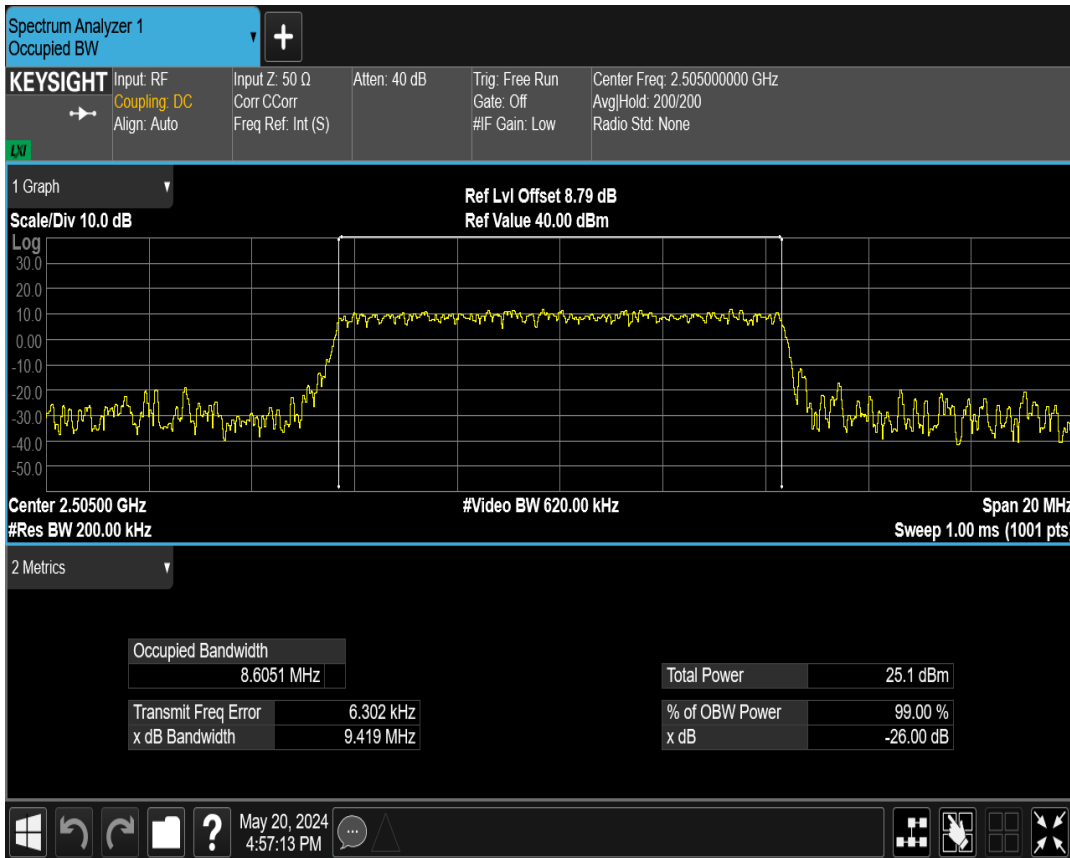 Spectrum Analyzer 1
Occupied BW
+
KEYSIGHT
LXI
Input: RF
Coupling: DC
Align: Auto
Input Z: 50 Ω
Corr CCorr
Freq Ref: Int (S)
Atten: 40 dB
Trig: Free Run
Gate: Off
#IF Gain: Low
Center Freq: 2.505000000 GHz
Avg|Hold: 200/200
Radio Std: None
1 Graph
Scale/Div 10.0 dB
Ref Lvl Offset 8.79 dB
Ref Value 40.00 dBm
Log
30.0
20.0
10.0
0.00
-10.0
-20.0
-30.0
-40.0
-50.0
Center 2.50500 GHz
#Video BW 620.00 kHz
Span 20 MHz
#Res BW 200.00 kHz
Sweep 1.00 ms (1001 pts)
2 Metrics
Occupied Bandwidth
8.6051 MHz
Total Power 25.1 dBm
Transmit Freq Error 6.302 kHz
% of OBW Power 99.00 %
x dB Bandwidth 9.419 MHz
x dB -26.00 dB
?
May 20, 2024
4:57:13 PM